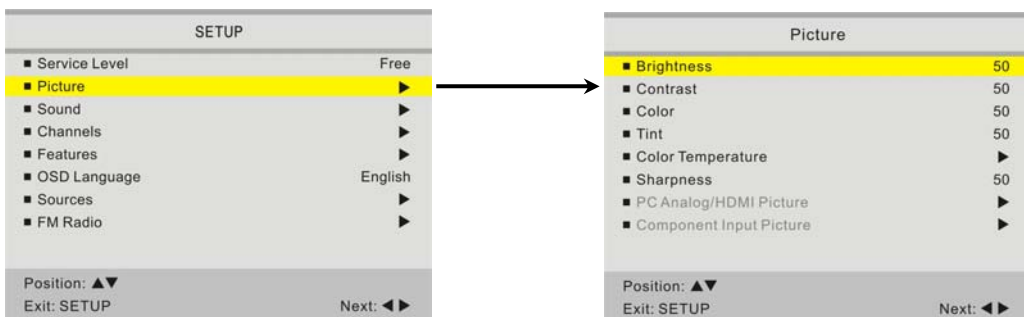 SETUP
■ Service Level Free
■ Picture ▶
■ Sound ▶
■ Channels ▶
■ Features ▶
■ OSD Language English
■ Sources ▶
■ FM Radio ▶
Position: ▲▼
Exit: SETUP Next: ◀ ▶
Picture
■ Brightness 50
■ Contrast 50
■ Color 50
■ Tint 50
■ Color Temperature ▶
■ Sharpness 50
■ PC Analog/HDMI Picture ▶
■ Component Input Picture ▶
Position: ▲▼
Exit: SETUP Next: ◀ ▶